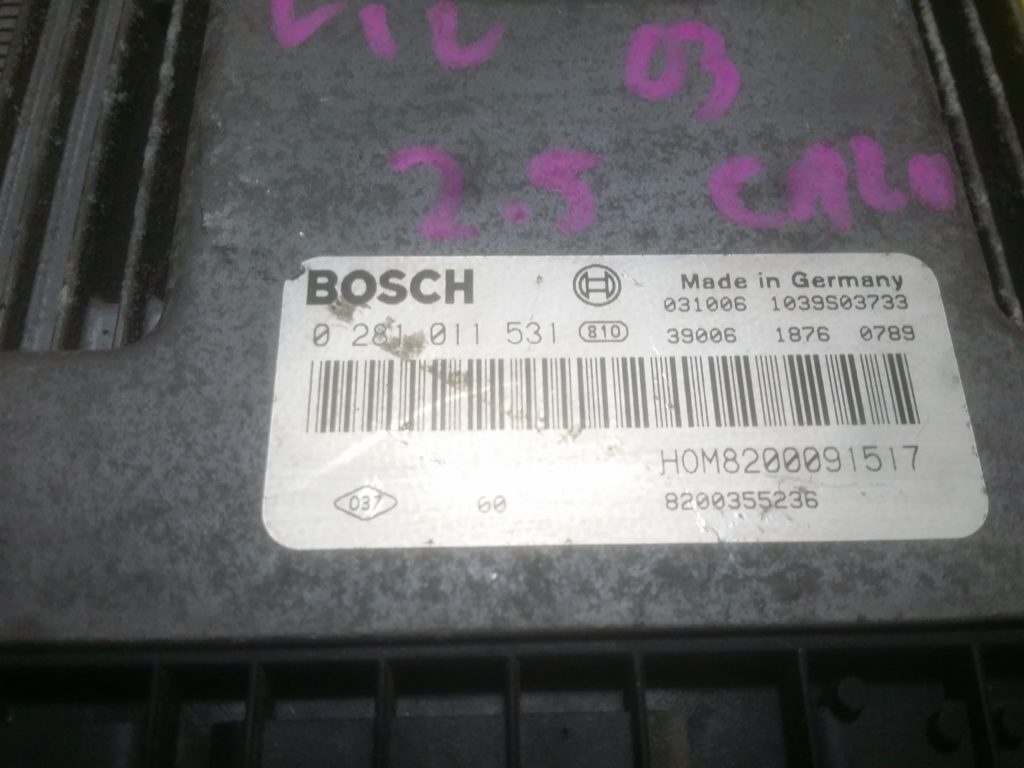 03
2.5
BOSCH
Made in Germany
031006 1039S03733
0 281 011 531 810
39006 1876 0789
HOM8200091517
037 60 8200355236